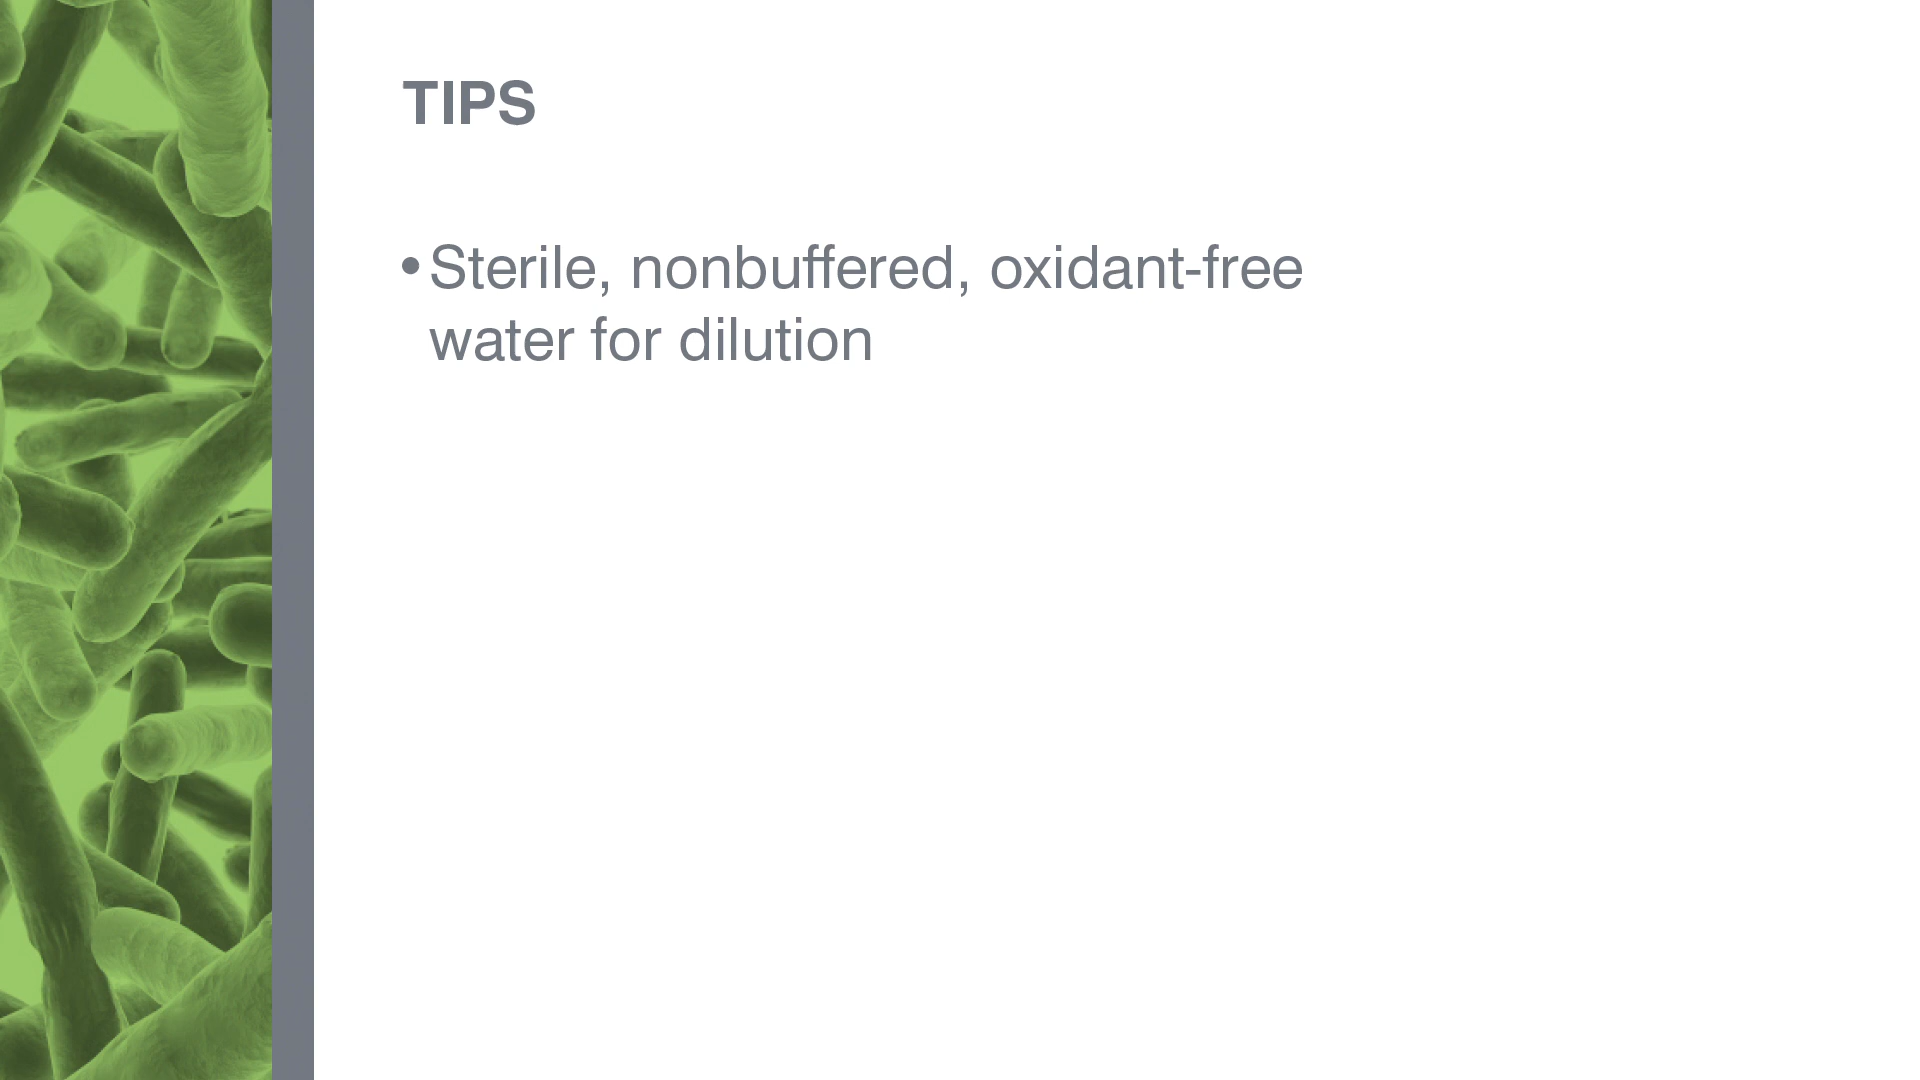 TIPS
• Sterile, nonbuffered, oxidant-free
water for dilution